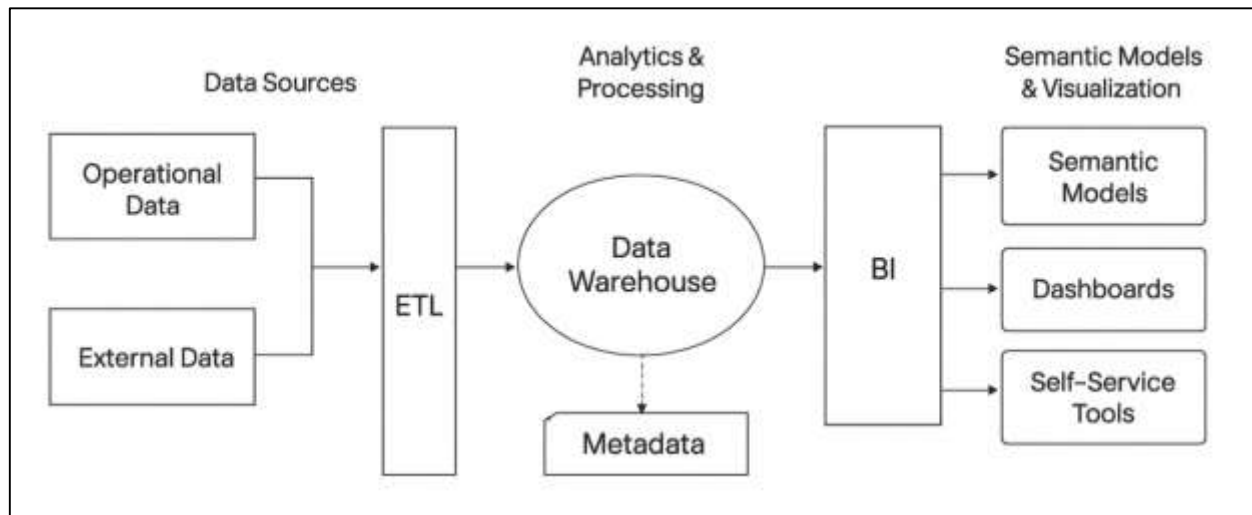 Data Sources
Analytics &
Processing
Semantic Models
& Visualization
Operational
Data
External Data
ETL
Data
Warehouse
Metadata
BI
Semantic
Models
Dashboards
Self-Service
Tools